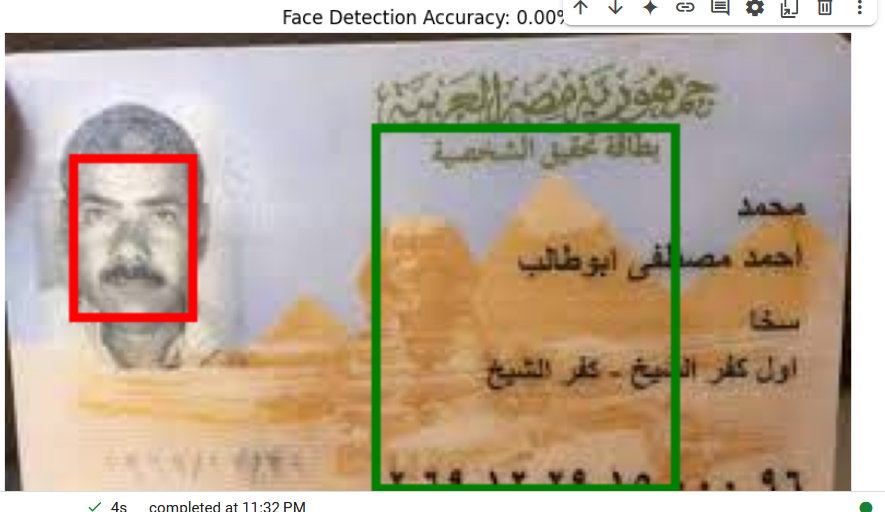 Face Detection Accuracy: 0.00%
جمهورية مصر العربية
بطاقة تحقيق الشخصية
محمد
احمد مصطفى ابوطالب
سخا
اول كفر الشيخ - كفر الشيخ
4s completed at 11:32 PM